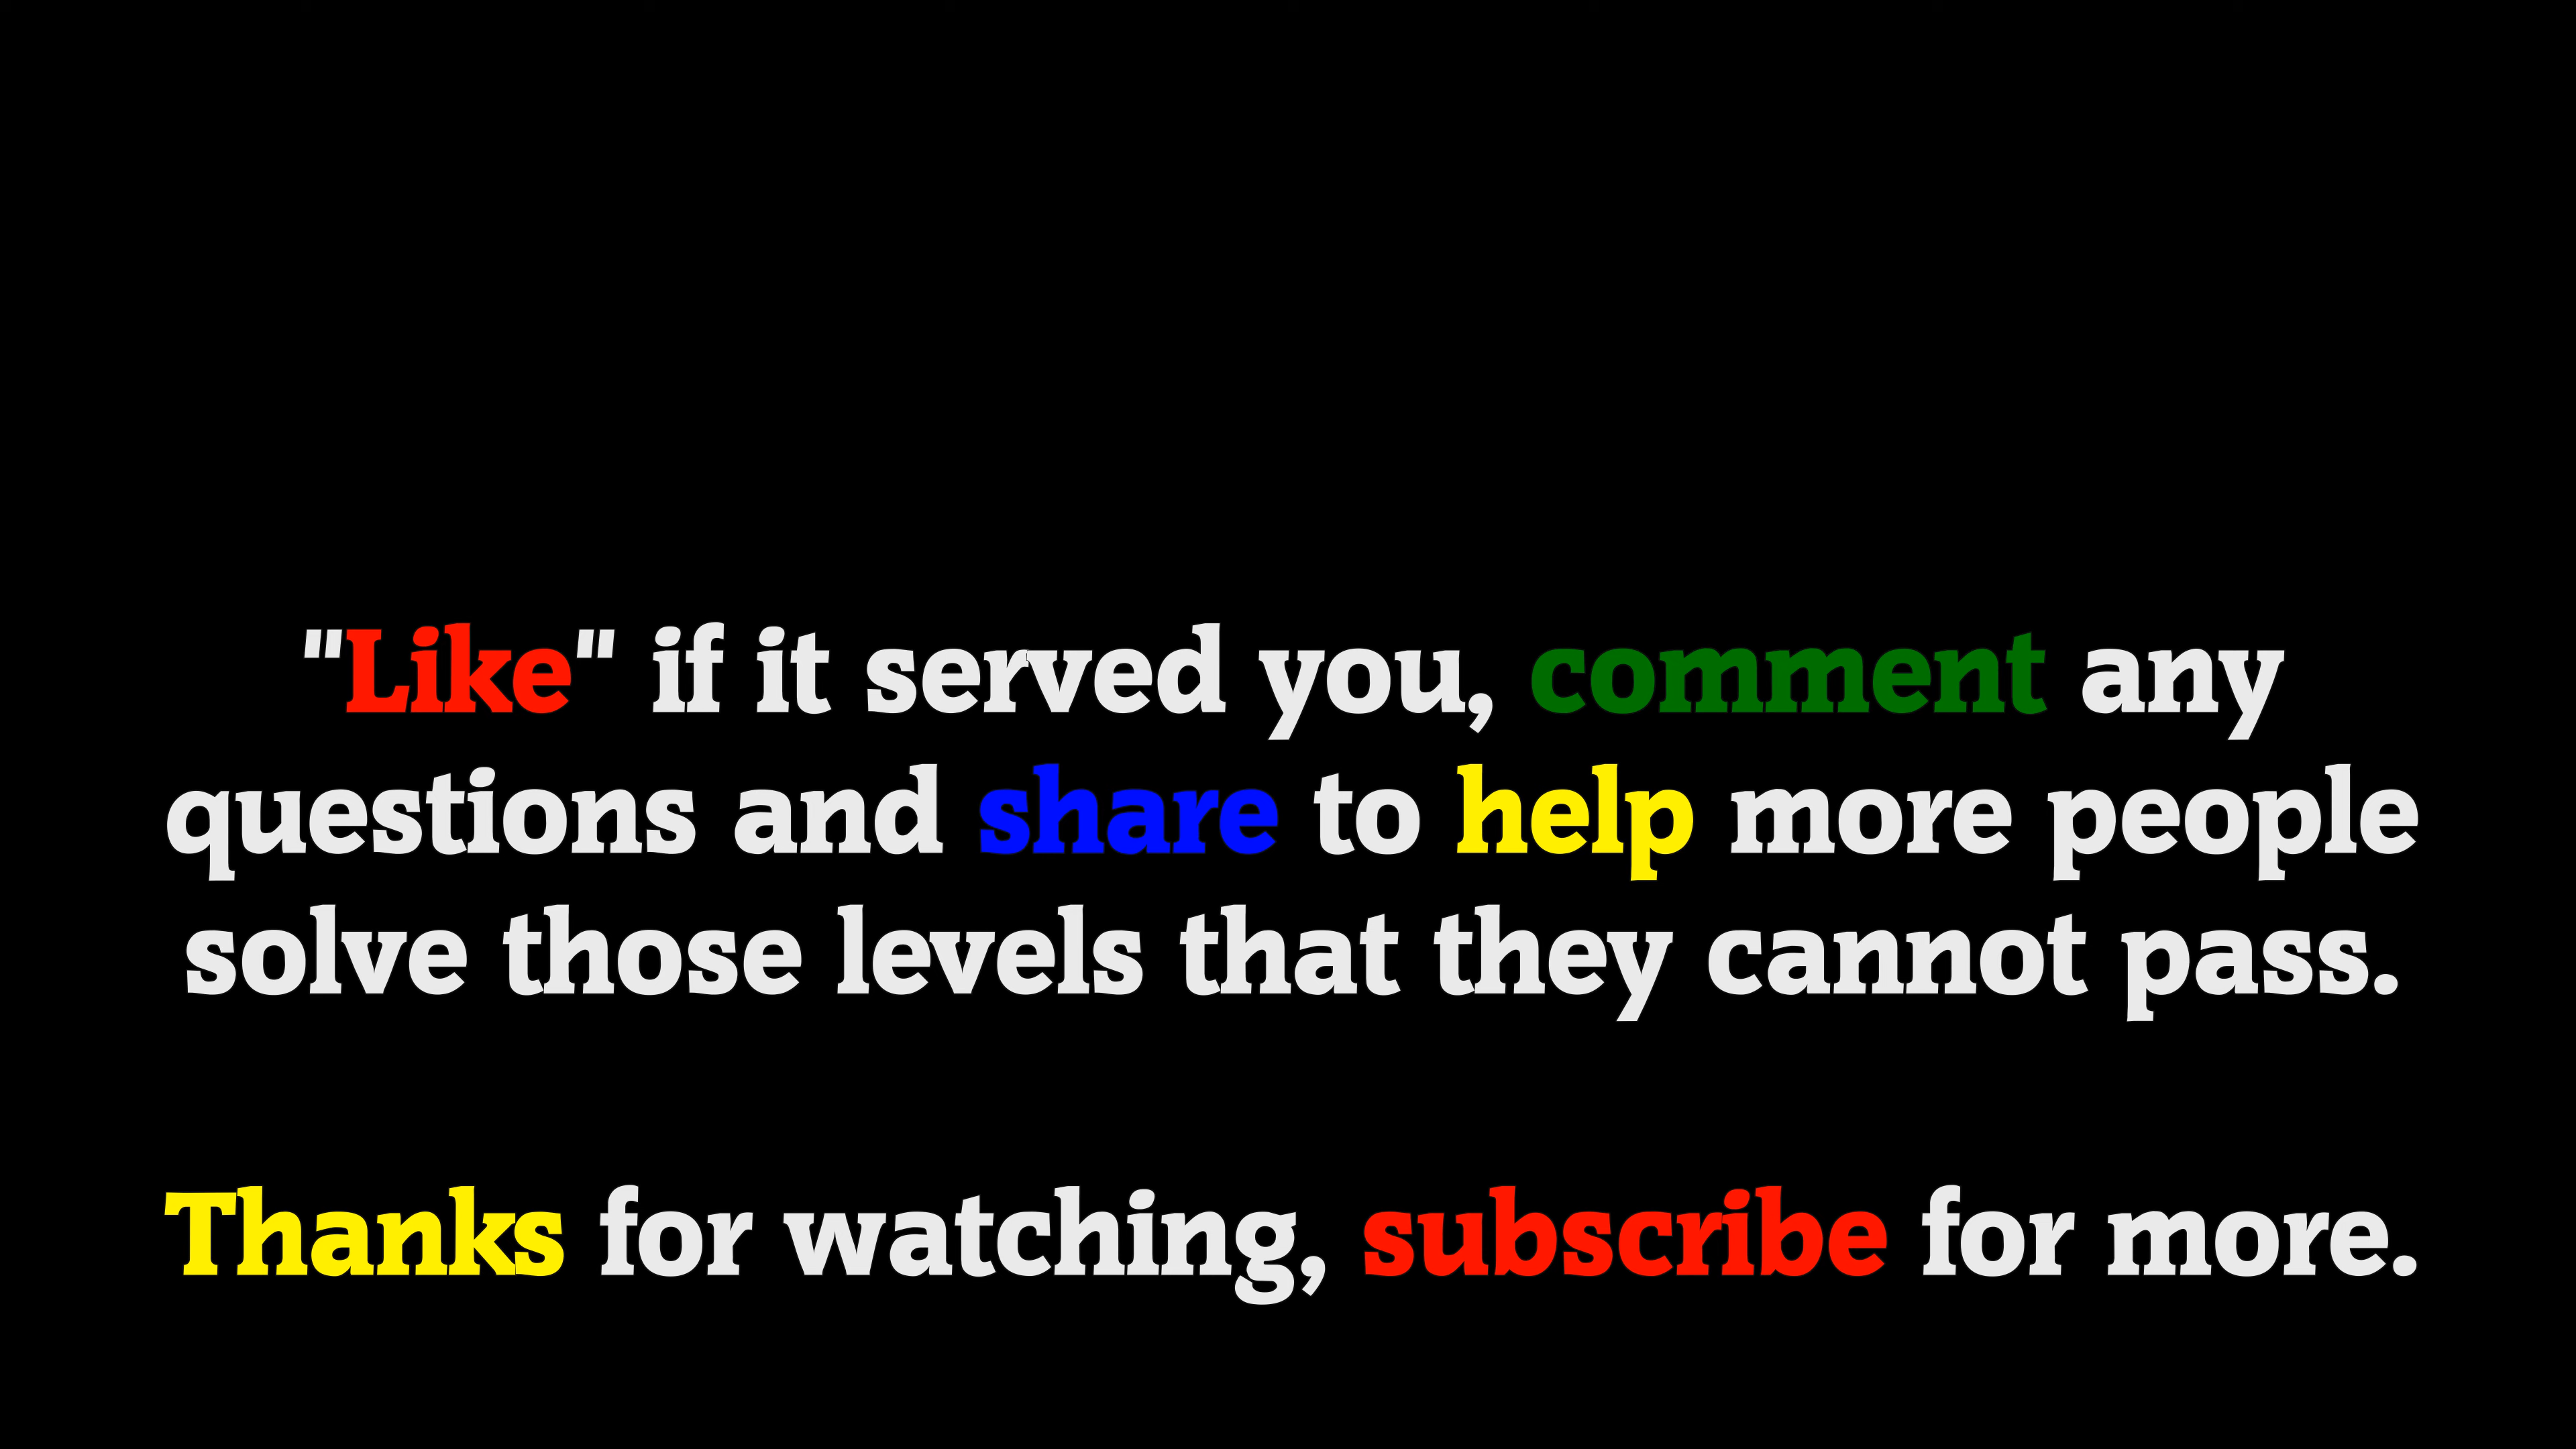 "Like" if it served you, comment any
questions and share to help more people
solve those levels that they cannot pass.
Thanks for watching, subscribe for more.